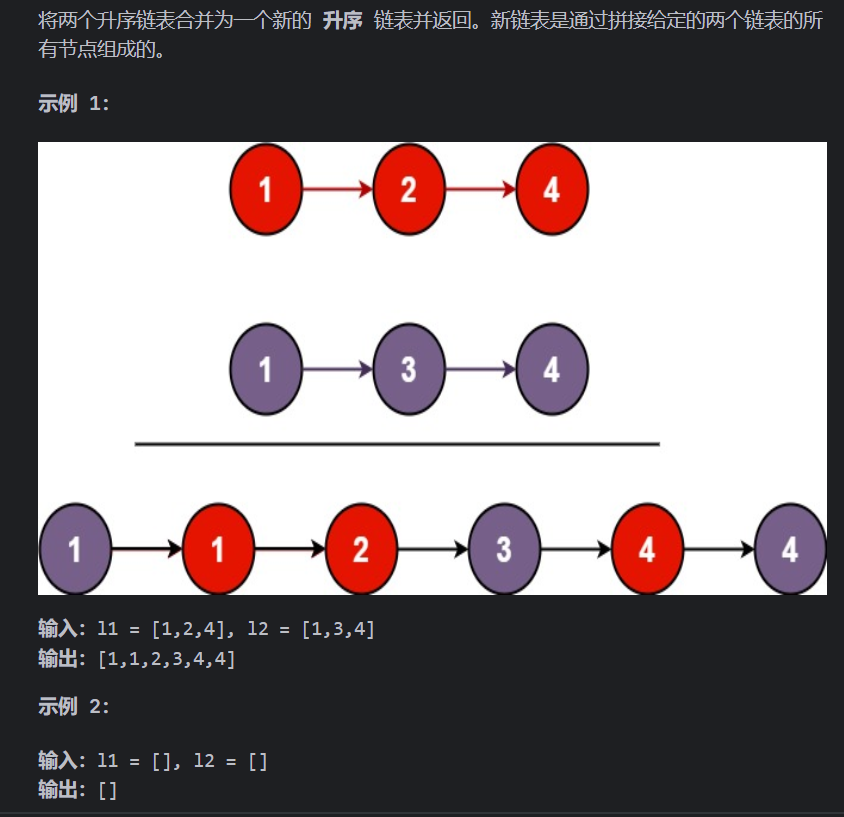 将两个升序链表合并为一个新的 升序 链表并返回。新链表是通过拼接给定的两个链表的所
有节点组成的。
示例 1：
1 2 4
1 3 4
1 1 2 3 4 4
输入：l1 = [1,2,4], l2 = [1,3,4]
输出：[1,1,2,3,4,4]
示例 2：
输入：l1 = [], l2 = []
输出：[]